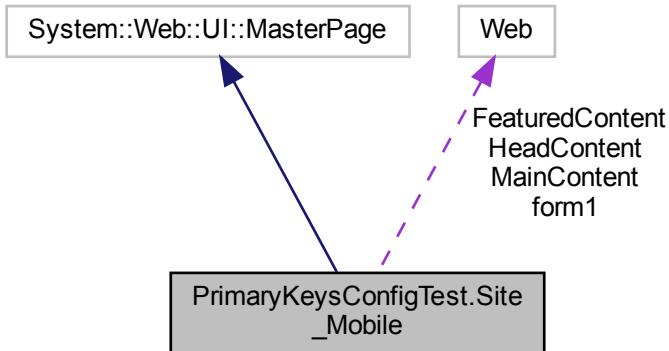 System::Web::UI::MasterPage
Web
FeaturedContent
HeadContent
MainContent
form1
PrimaryKeysConfigTest.Site
_Mobile